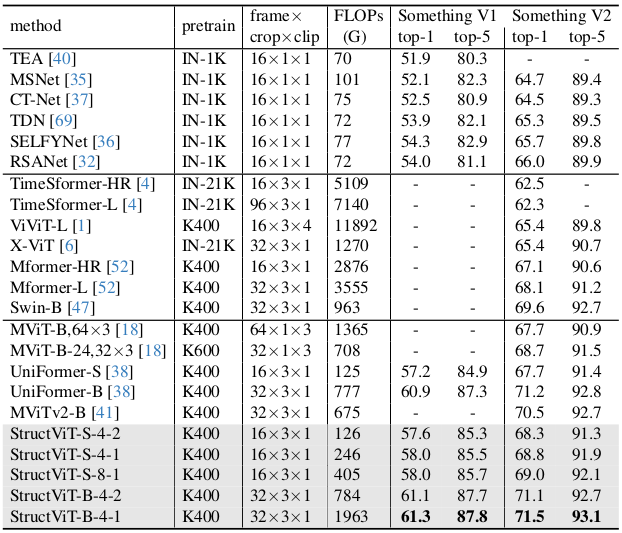 method pretrain frame× crop×clip FLOPs (G) Something V1 top-1 top-5 Something V2 top-1 top-5
TEA [40] IN-1K 16×1×1 70 51.9 80.3 - -
MSNet [35] IN-1K 16×1×1 101 52.1 82.3 64.7 89.4
CT-Net [37] IN-1K 16×1×1 75 52.5 80.9 64.5 89.3
TDN [69] IN-1K 16×1×1 72 53.9 82.1 65.3 89.5
SELFYNet [36] IN-1K 16×1×1 77 54.3 82.9 65.7 89.8
RSANet [32] IN-1K 16×1×1 72 54.0 81.1 66.0 89.9
TimeSformer-HR [4] IN-21K 16×3×1 5109 - - 62.5 -
TimeSformer-L [4] IN-21K 96×3×1 7140 - - 62.3 -
ViViT-L [1] K400 16×3×4 11892 - - 65.4 89.8
X-ViT [6] IN-21K 32×3×1 1270 - - 65.4 90.7
Mformer-HR [52] K400 16×3×1 2876 - - 67.1 90.6
Mformer-L [52] K400 32×3×1 3555 - - 68.1 91.2
Swin-B [47] K400 32×3×1 963 - - 69.6 92.7
MViT-B,64×3 [18] K400 64×1×3 1365 - - 67.7 90.9
MViT-B-24,32×3 [18] K600 32×1×3 708 - - 68.7 91.5
UniFormer-S [38] K400 16×3×1 125 57.2 84.9 67.7 91.4
UniFormer-B [38] K400 32×3×1 777 60.9 87.3 71.2 92.8
MViTv2-B [41] K400 32×3×1 675 - - 70.5 92.7
StructViT-S-4-2 K400 16×3×1 126 57.6 85.3 68.3 91.3
StructViT-S-4-1 K400 16×3×1 246 58.0 85.5 68.8 91.9
StructViT-S-8-1 K400 16×3×1 405 58.0 85.7 69.0 92.1
StructViT-B-4-2 K400 32×3×1 784 61.1 87.7 71.1 92.7
StructViT-B-4-1 K400 32×3×1 1963 61.3 87.8 71.5 93.1